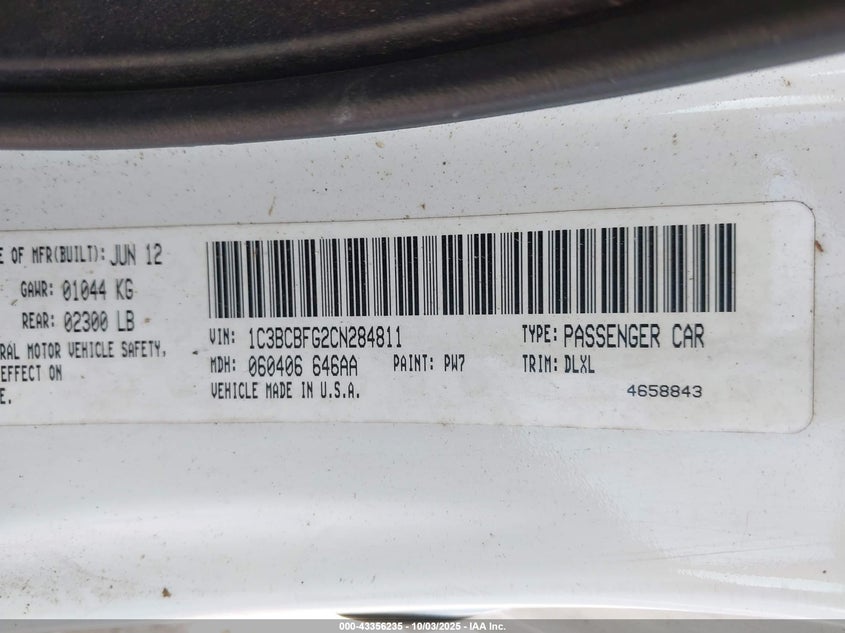 E OF MFR(BUILT): JUN 12
GAWR: 01044 KG
REAR: 02300 LB
RAL MOTOR VEHICLE SAFETY,
EFFECT ON
E.
VIN: 1C3BCBFG2CN284811 TYPE: PASSENGER CAR
MDH: 060406 646AA PAINT: PW7 TRIM: DLXL
VEHICLE MADE IN U.S.A. 4658843
000-43356235 - 10/03/2025 - IAA Inc.